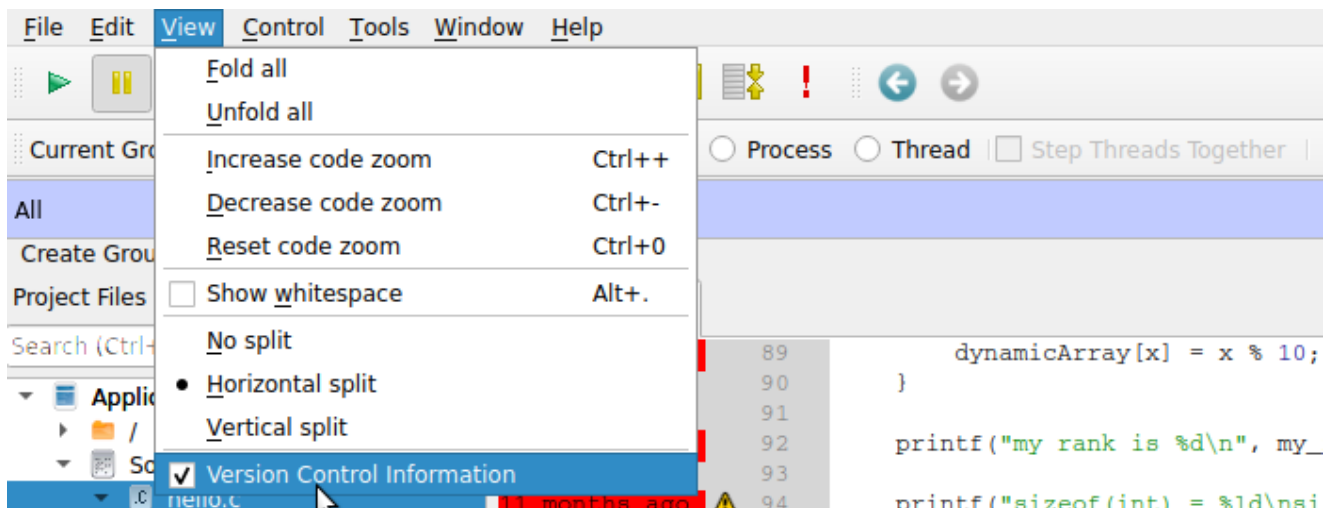 File Edit View Control Tools Window Help
Fold all
Unfold all
Current Gro
Increase code zoom Ctrl++
Process Thread Step Threads Together
Decrease code zoom Ctrl+-
All
Reset code zoom Ctrl+0
Create Grou
Project Files
Show whitespace Alt+.
Search (Ctrl+
No split
89 dynamicArray[x] = x % 10;
Horizontal split
90 }
Applic
/
Vertical split
91
92 printf("my rank is %d\n", my_
So
Version Control Information
93
hello.c
11 months ago 94 printf("sizeof(int) = %ld\nsi